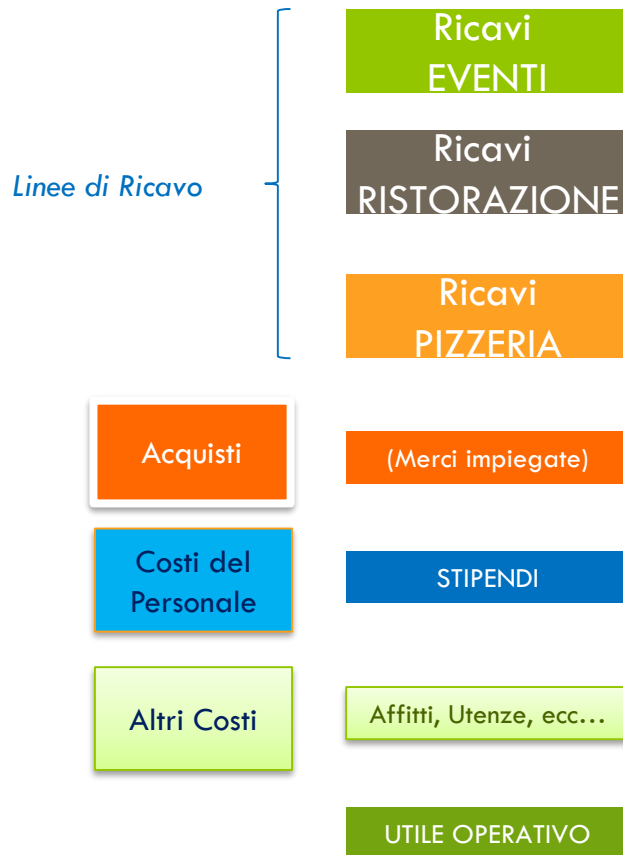 Ricavi
EVENTI
Linee di Ricavo
Ricavi
RISTORAZIONE
Ricavi
PIZZERIA
Acquisti
(Merci impiegate)
Costi del
Personale
STIPENDI
Altri Costi
Affitti, Utenze, ecc...
UTILE OPERATIVO